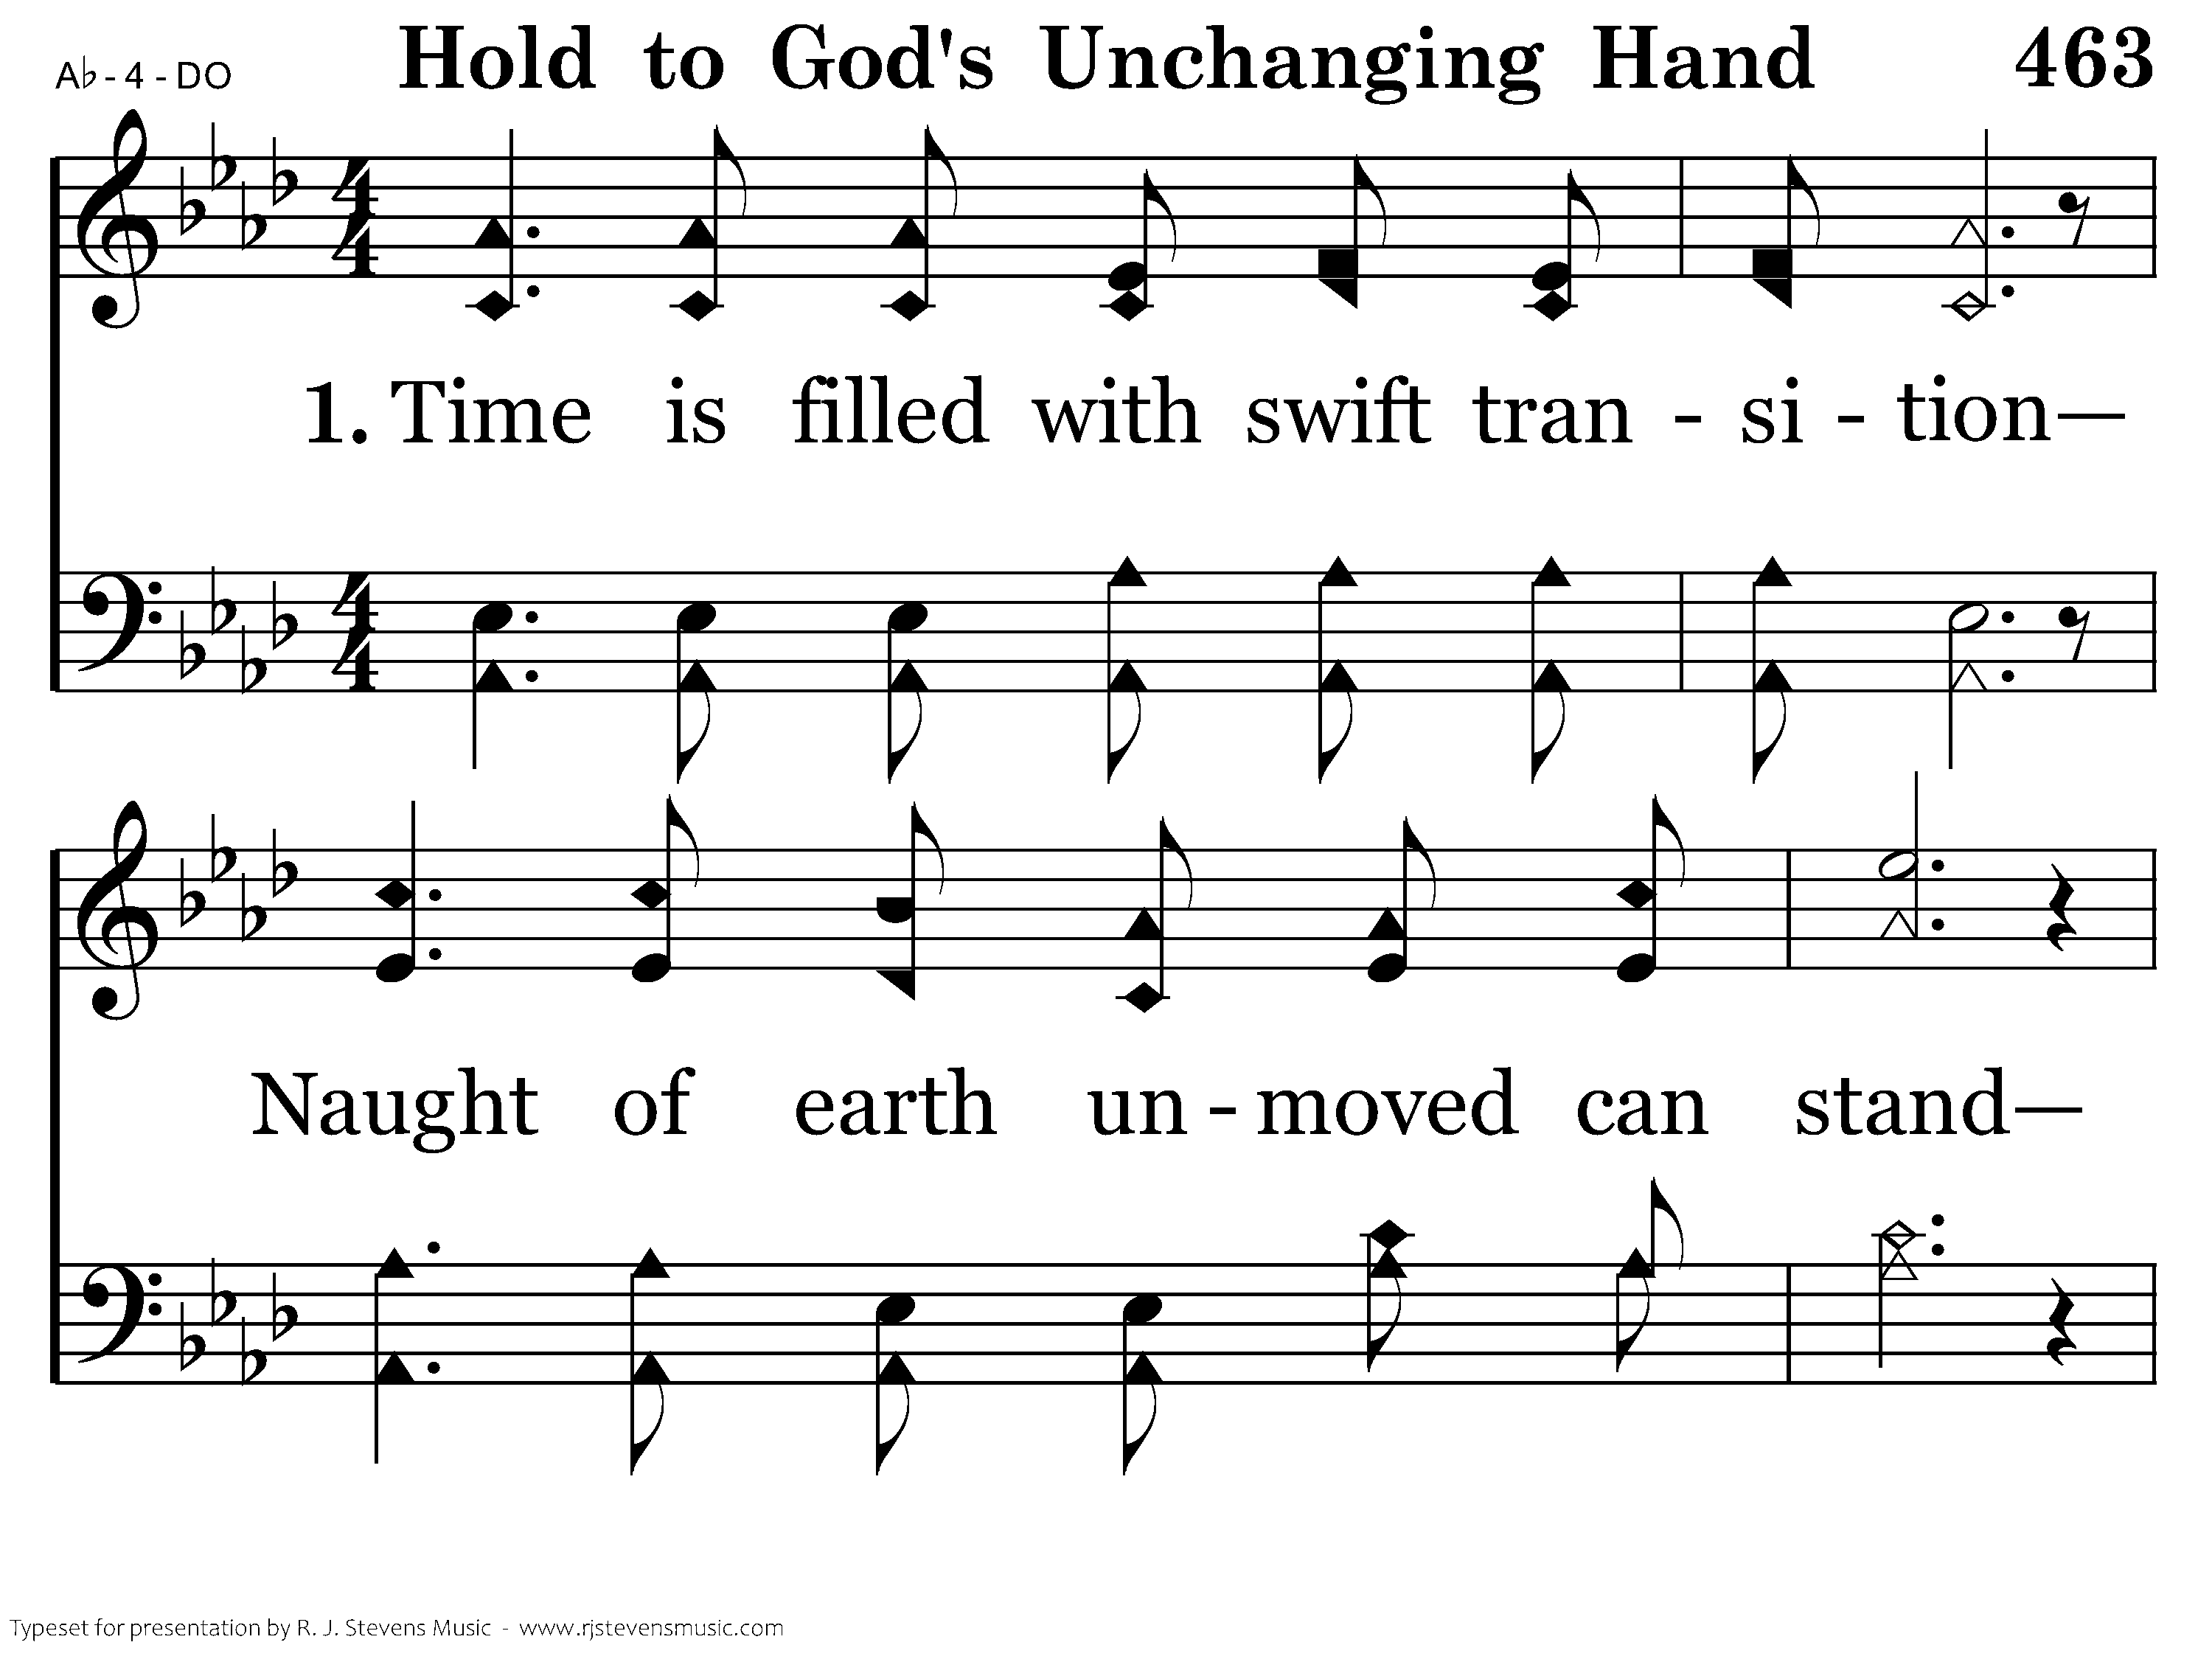 A♭ - 4 - DO Hold to God's Unchanging Hand 463
1. Time is filled with swift tran - si - tion—
Naught of earth un - moved can stand—
Typeset for presentation by R. J. Stevens Music - www.rjstevensmusic.com